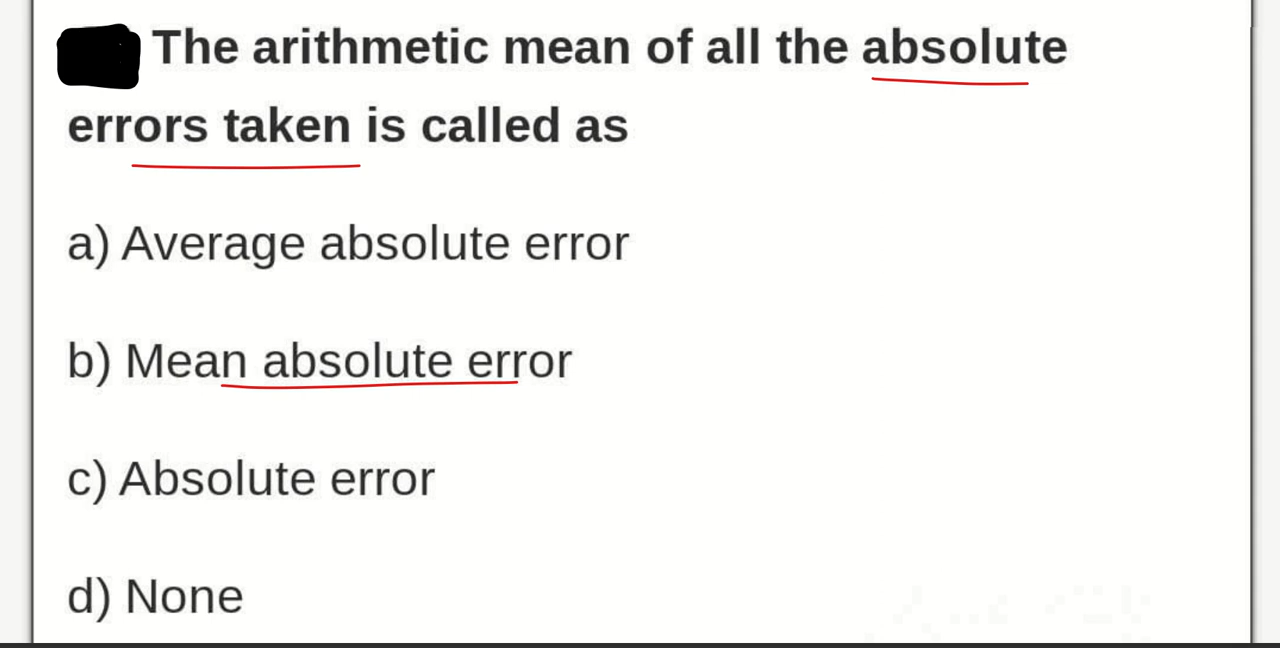 The arithmetic mean of all the absolute
errors taken is called as
a) Average absolute error
b) Mean absolute error
c) Absolute error
d) None